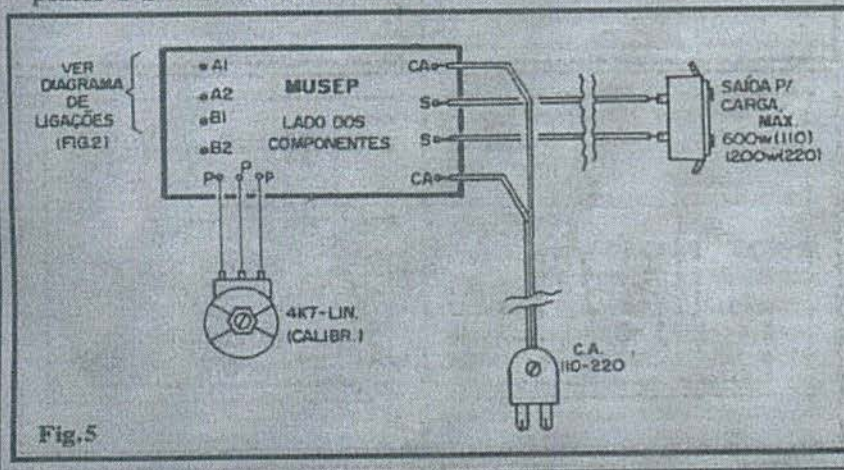 VER
DIAGRAMA
DE
LIGAÇÕES
(FIG.2)
A1
A2
B1
B2
MUSEP
LADO DOS
COMPONENTES
CA
S
S
CA
P
P
P
SAÍDA P/
CARGA,
MAX.
600w(110)
1200w(220)
4K7-LIN.
(CALIBR.)
C.A.
110-220
Fig.5